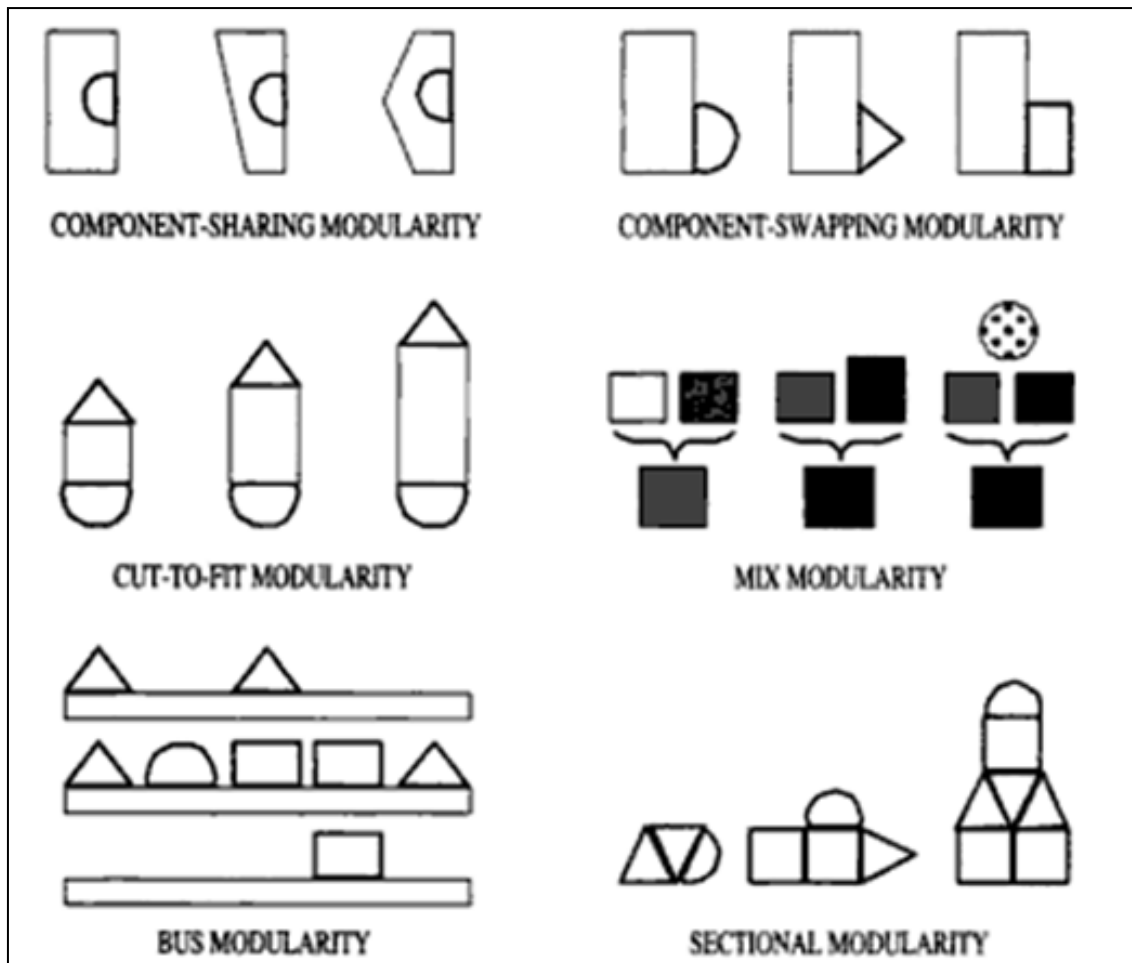 COMPONENT-SHARING MODULARITY
COMPONENT-SWAPPING MODULARITY
CUT-TO-FIT MODULARITY
MIX MODULARITY
BUS MODULARITY
SECTIONAL MODULARITY